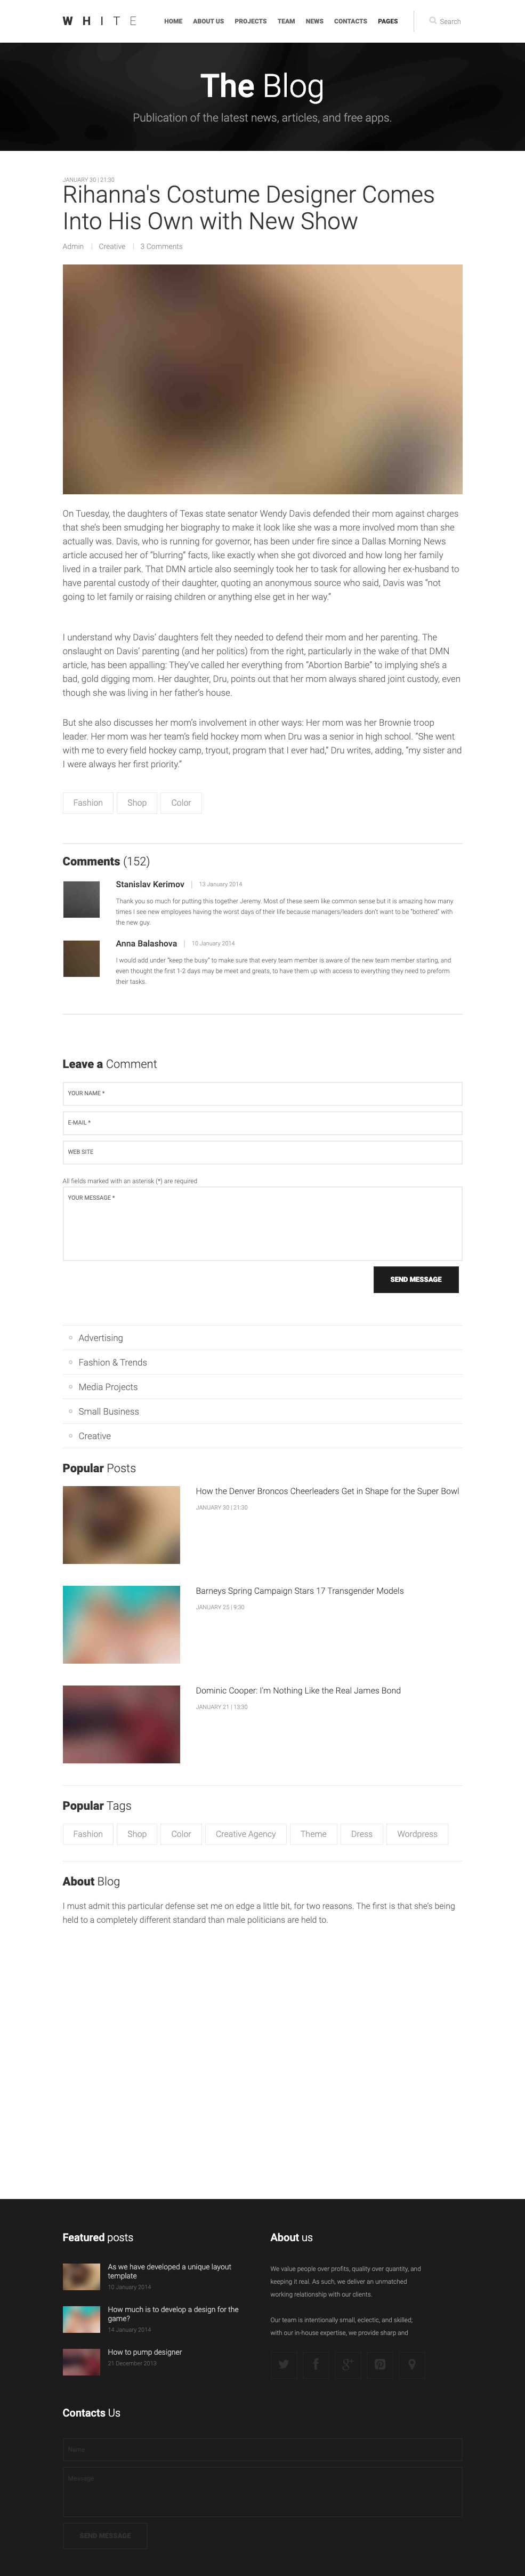 WHITE
HOME ABOUT US PROJECTS TEAM NEWS CONTACTS PAGES Search
The Blog
Publication of the latest news, articles, and free apps.
JANUARY 30 | 21:30
Rihanna's Costume Designer Comes
Into His Own with New Show
Admin | Creative | 3 Comments
On Tuesday, the daughters of Texas state senator Wendy Davis defended their mom against charges
that she's been smudging her biography to make it look like she was a more involved mom than she
actually was. Davis, who is running for governor, has been under fire since a Dallas Morning News
article accused her of “blurring” facts, like exactly when she got divorced and how long her family
lived in a trailer park. That DMN article also seemingly took her to task for allowing her ex-husband to
have parental custody of their daughter, quoting an anonymous source who said, Davis was “not
going to let family or raising children or anything else get in her way.”
I understand why Davis' daughters felt they needed to defend their mom and her parenting. The
onslaught on Davis' parenting (and her politics) from the right, particularly in the wake of that DMN
article, has been appalling: They've called her everything from “Abortion Barbie” to implying she's a
bad, gold digging mom. Her daughter, Dru, points out that her mom always shared joint custody, even
though she was living in her father's house.
But she also discusses her mom's involvement in other ways: Her mom was her Brownie troop
leader. Her mom was her team's field hockey mom when Dru was a senior in high school. “She went
with me to every field hockey camp, tryout, program that I ever had,” Dru writes, adding, “my sister and
I were always her first priority.”
Fashion Shop Color
Comments (152)
Stanislav Kerimov | 13 January 2014
Thank you so much for putting this together Jeremy. Most of these seem like common sense but it is amazing how many
times I see new employees having the worst days of their life because managers/leaders don't want to be “bothered” with
the new guy.
Anna Balashova | 10 January 2014
I would add under “keep the busy” to make sure that every team member is aware of the new team member starting, and
even thought the first 1-2 days may be meet and greats, to have them up with access to everything they need to preform
their tasks.
Leave a Comment
YOUR NAME *
E-MAIL *
WEB SITE
All fields marked with an asterisk (*) are required
YOUR MESSAGE *
SEND MESSAGE
Advertising
Fashion & Trends
Media Projects
Small Business
Creative
Popular Posts
How the Denver Broncos Cheerleaders Get in Shape for the Super Bowl
JANUARY 30 | 21:30
Barneys Spring Campaign Stars 17 Transgender Models
JANUARY 25 | 9:30
Dominic Cooper: I'm Nothing Like the Real James Bond
JANUARY 21 | 13:30
Popular Tags
Fashion Shop Color Creative Agency Theme Dress Wordpress
About Blog
I must admit this particular defense set me on edge a little bit, for two reasons. The first is that she's being
held to a completely different standard than male politicians are held to.
Featured posts
As we have developed a unique layout
template
10 January 2014
How much is to develop a design for the
game?
14 January 2014
How to pump designer
21 December 2013
About us
We value people over profits, quality over quantity, and
keeping it real. As such, we deliver an unmatched
working relationship with our clients.
Our team is intentionally small, eclectic, and skilled;
with our in-house expertise, we provide sharp and
Contacts Us
Name
Message
SEND MESSAGE